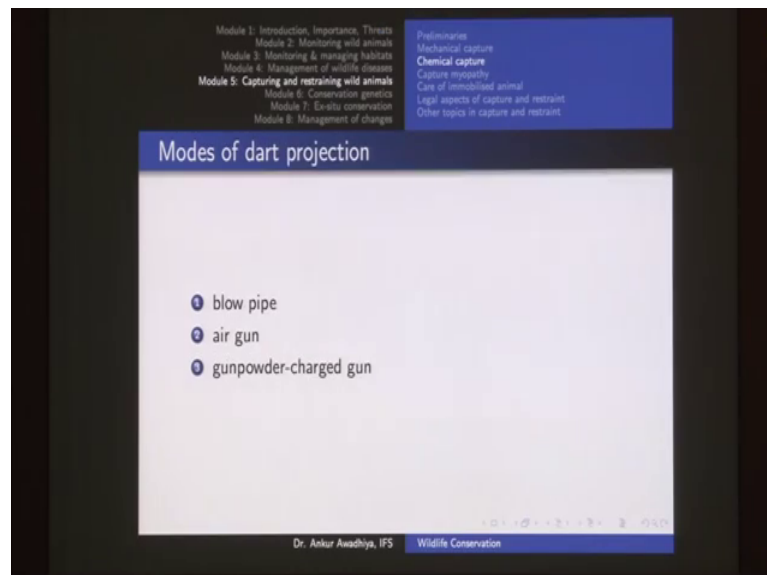 Module 1: Introduction, Importance, Threats
Module 2: Monitoring wild animals
Module 3: Monitoring & managing habitats
Module 4: Management of wildlife diseases
Module 5: Capturing and restraining wild animals
Module 6: Conservation genetics
Module 7: Ex-situ conservation
Module 8: Management of changes
Preliminaries
Mechanical capture
Chemical capture
Capture myopathy
Care of immobilised animal
Legal aspects of capture and restraint
Other topics in capture and restraint
Modes of dart projection
1 blow pipe
2 air gun
3 gunpowder-charged gun
Dr. Ankur Awadhiya, IFS
Wildlife Conservation